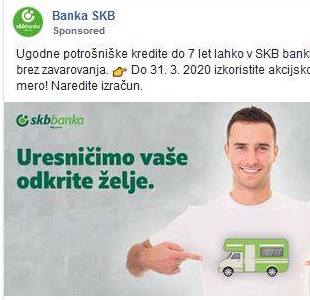 Banka SKB
Sponsored
Ugodne potrošniške kredite do 7 let lahko v SKB bank
brez zavarovanja. 👉 Do 31. 3. 2020 izkoristite akcijsko
mero! Naredite izračun.
skbbanka
skbbanka
Uresničimo vaše
odkrite želje.